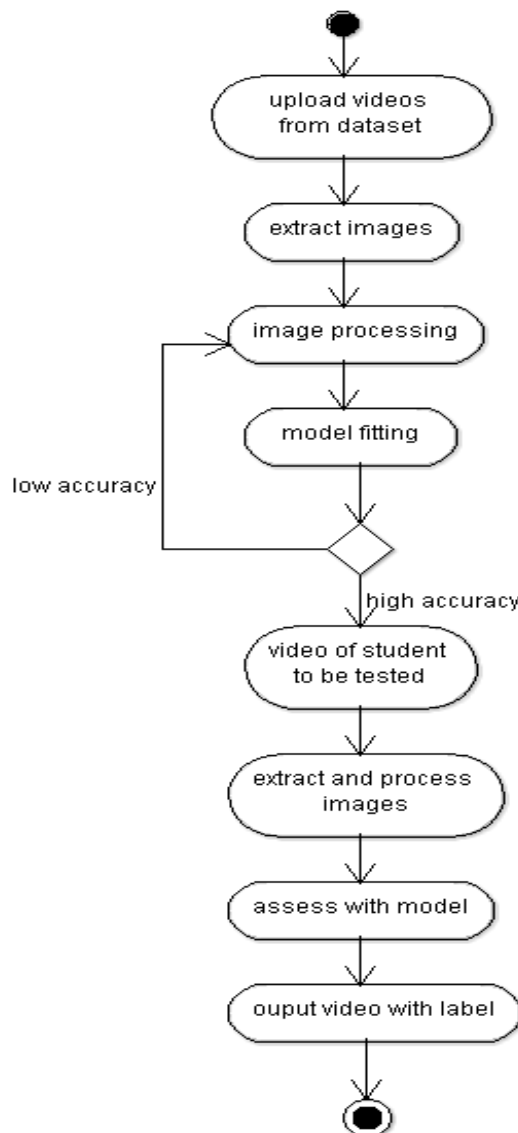 upload videos
from dataset
extract images
image processing
model fitting
low accuracy
high accuracy
video of student
to be tested
extract and process
images
assess with model
ouput video with label